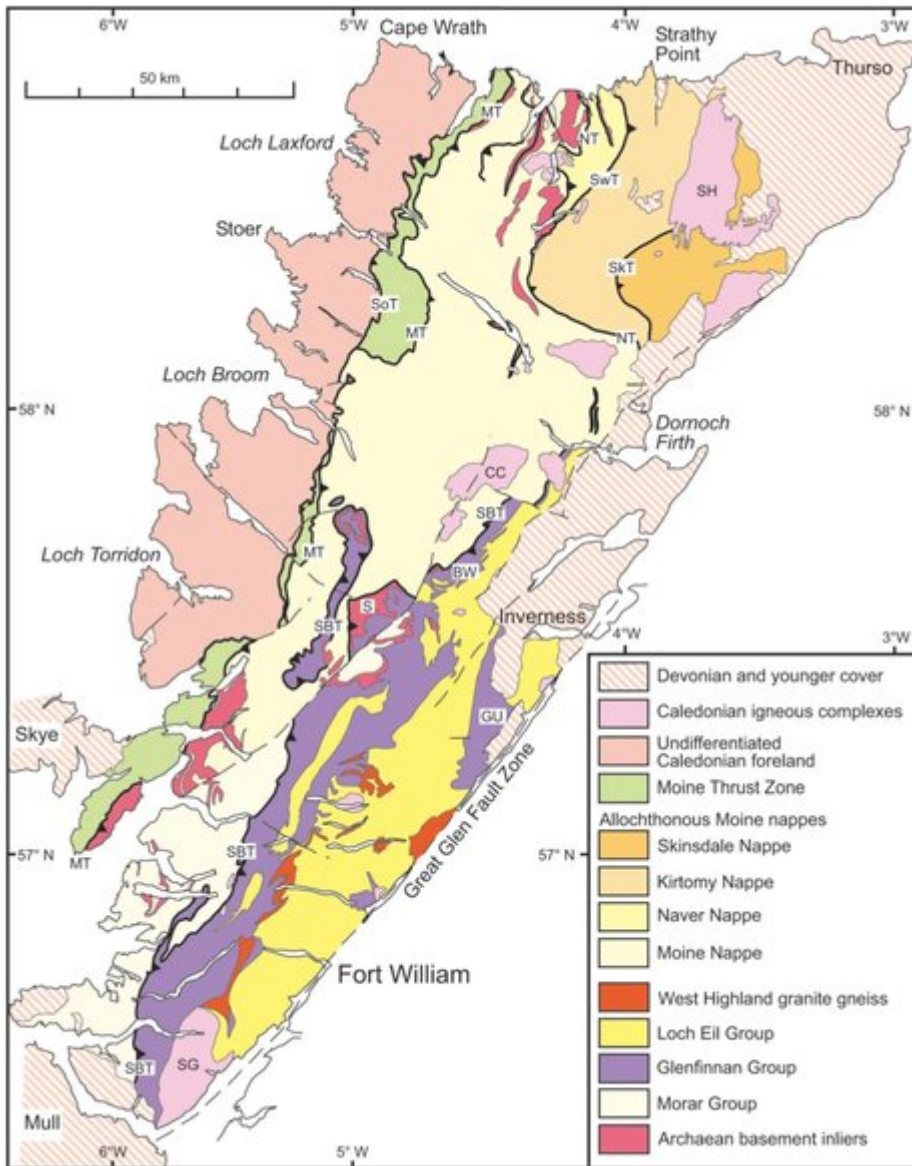 6°W
5°W
4°W
3°W
Cape Wrath
Strathy
Point
Thurso
50 km
MT
Loch Laxford
NT
SwT
SH
Stoer
SkT
SoT
MT
NT
Loch Broom
58° N
58° N
Dornoch
Firth
CC
SBT
Loch Torridon
MT
BW
S
Inverness
SBT
4°W
3°W
GU
Skye
Great Glen Fault Zone
MT
57° N
SBT
57° N
Fort William
SG
SBT
Mull
6°W
5°W
Devonian and younger cover
Caledonian igneous complexes
Undifferentiated
Caledonian foreland
Moine Thrust Zone
Allochthonous Moine nappes
Skinsdale Nappe
Kirtomy Nappe
Naver Nappe
Moine Nappe
West Highland granite gneiss
Loch Eil Group
Glenfinnan Group
Morar Group
Archaean basement inliers